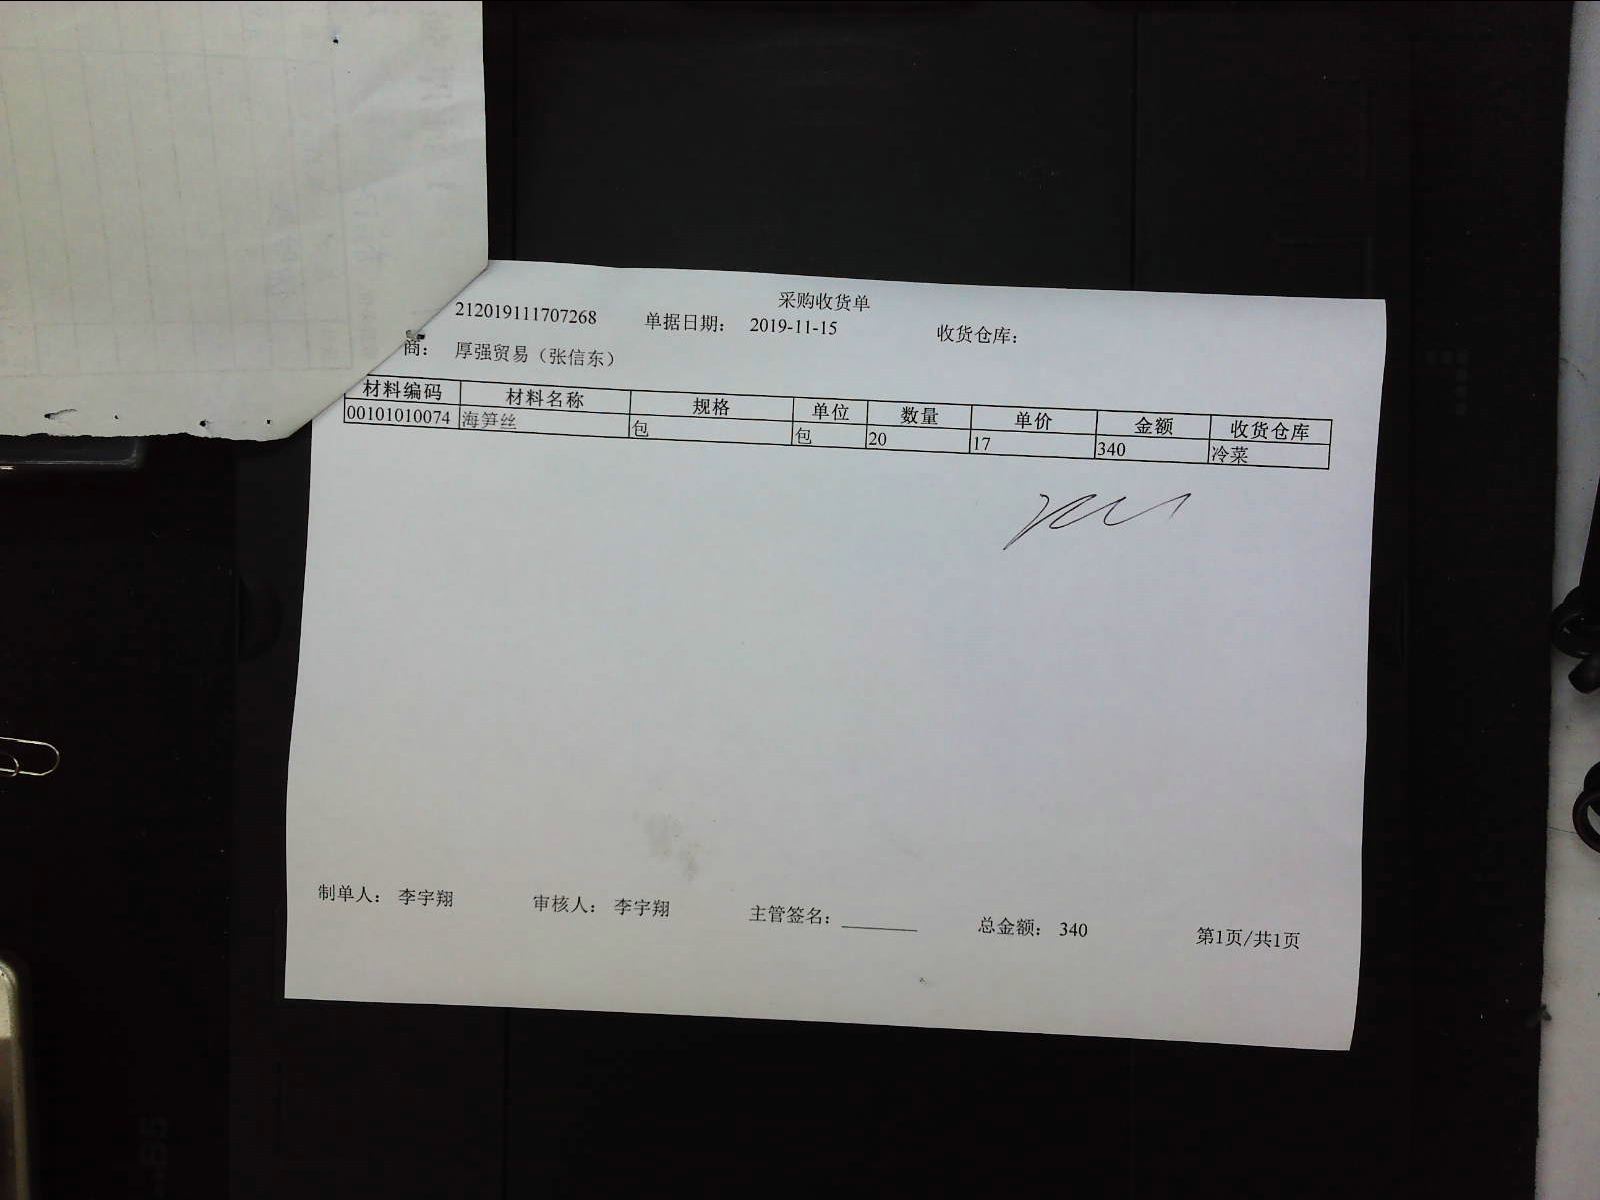 采购收货单
212019111707268 单据日期： 2019-11-15 收货仓库：
商： 厚强贸易（张信东）
材料编码 材料名称 规格 单位 数量 单价 金额 收货仓库
00101010074 海笋丝 包 包 20 17 340 冷菜
制单人： 李宇翔 审核人： 李宇翔 主管签名： 总金额： 340 第1页/共1页